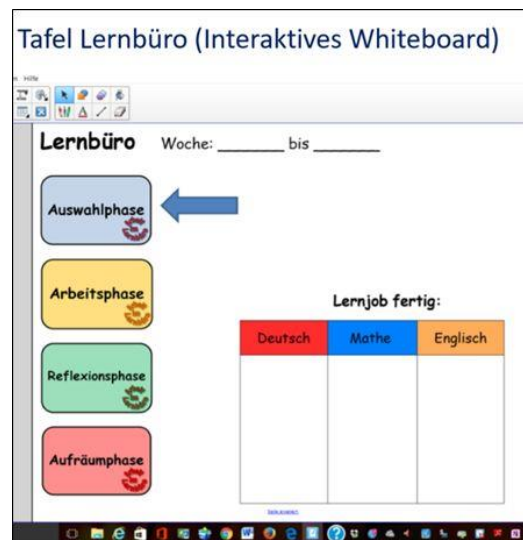 Tafel Lernbüro (Interaktives Whiteboard)
Hilfe
Lernbüro Woche: _______ bis _______
Auswahlphase
Arbeitsphase
Lernjob fertig:
Deutsch Mathe Englisch
Reflexionsphase
Aufräumphase